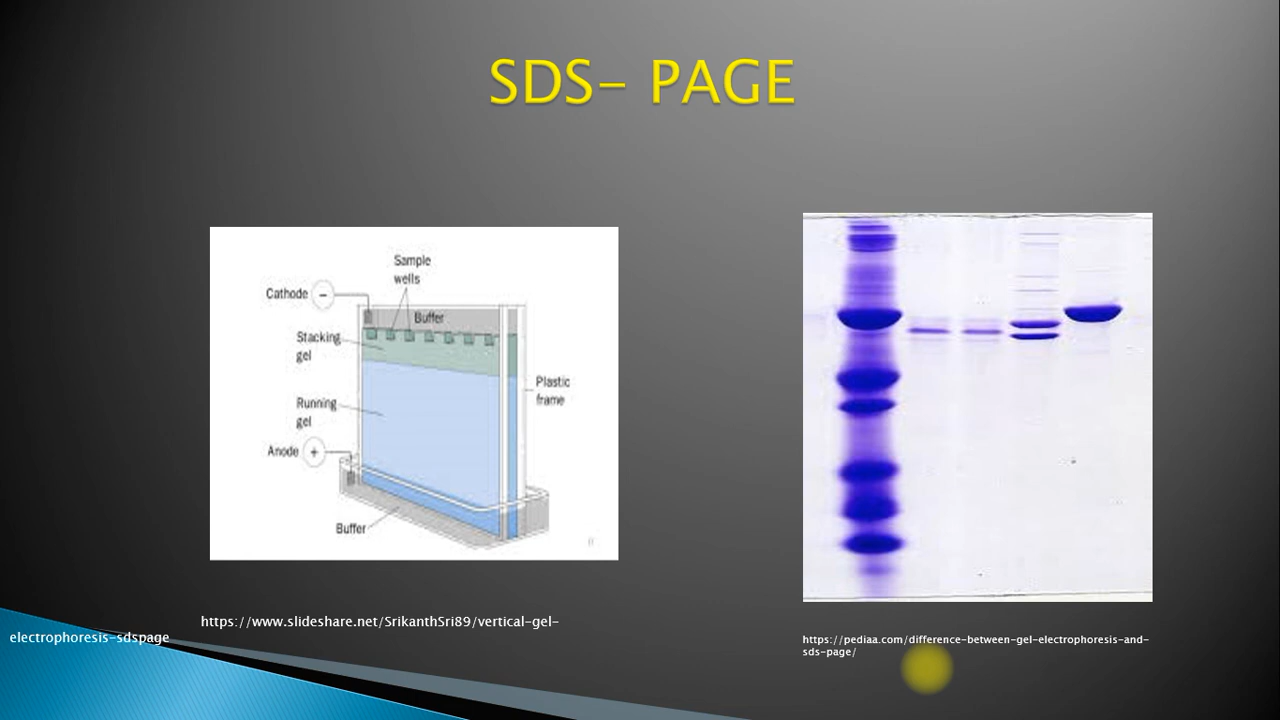 SDS- PAGE
Sample
wells
Cathode
−
Buffer
Stacking
gel
Plastic
frame
Running
gel
Anode
+
Buffer
https://www.slideshare.net/SrikanthSri89/vertical-gel-
electrophoresis-sdspage
https://pediaa.com/difference-between-gel-electrophoresis-and-
sds-page/